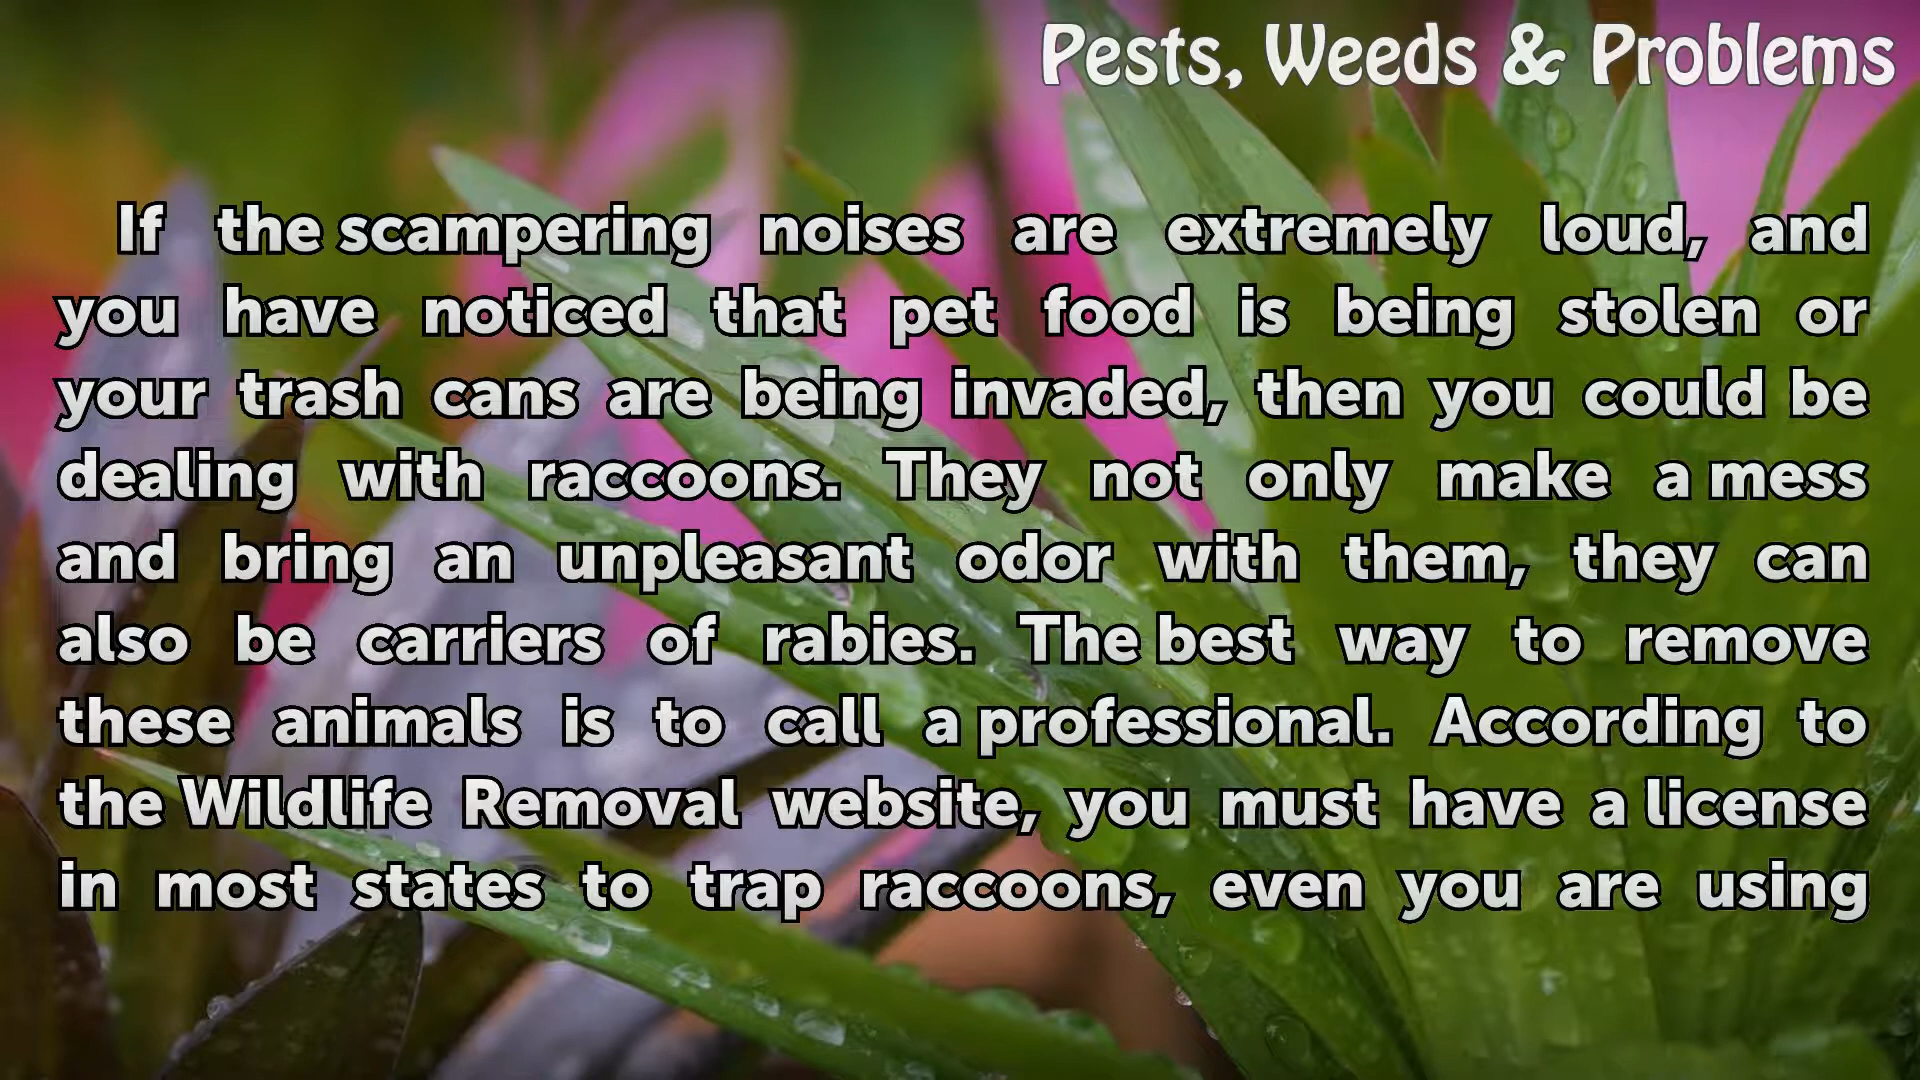 Pests, Weeds & Problems
If the scampering noises are extremely loud, and
you have noticed that pet food is being stolen or
your trash cans are being invaded, then you could be
dealing with raccoons. They not only make a mess
and bring an unpleasant odor with them, they can
also be carriers of rabies. The best way to remove
these animals is to call a professional. According to
the Wildlife Removal website, you must have a license
in most states to trap raccoons, even you are using